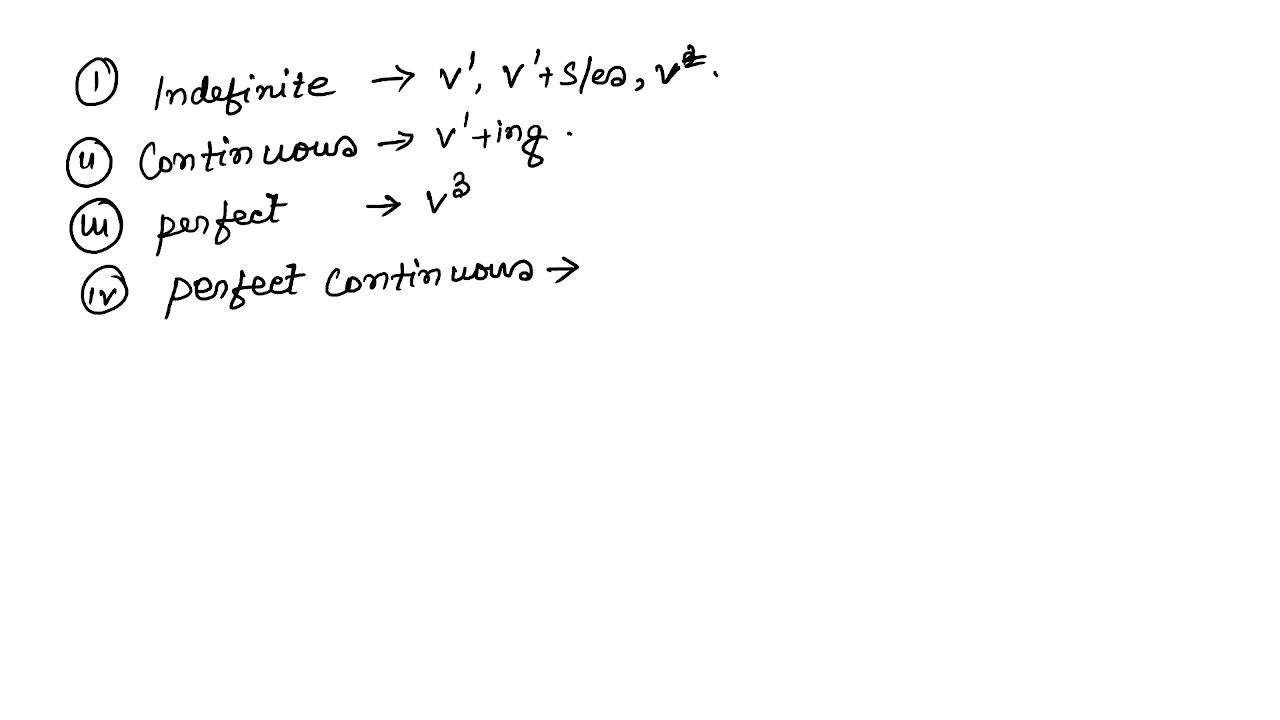 (i) Indefinite → v¹, v¹+s/es, v².
(ii) Continuous → v¹+ing.
(iii) perfect → v³
(iv) perfect continuous →